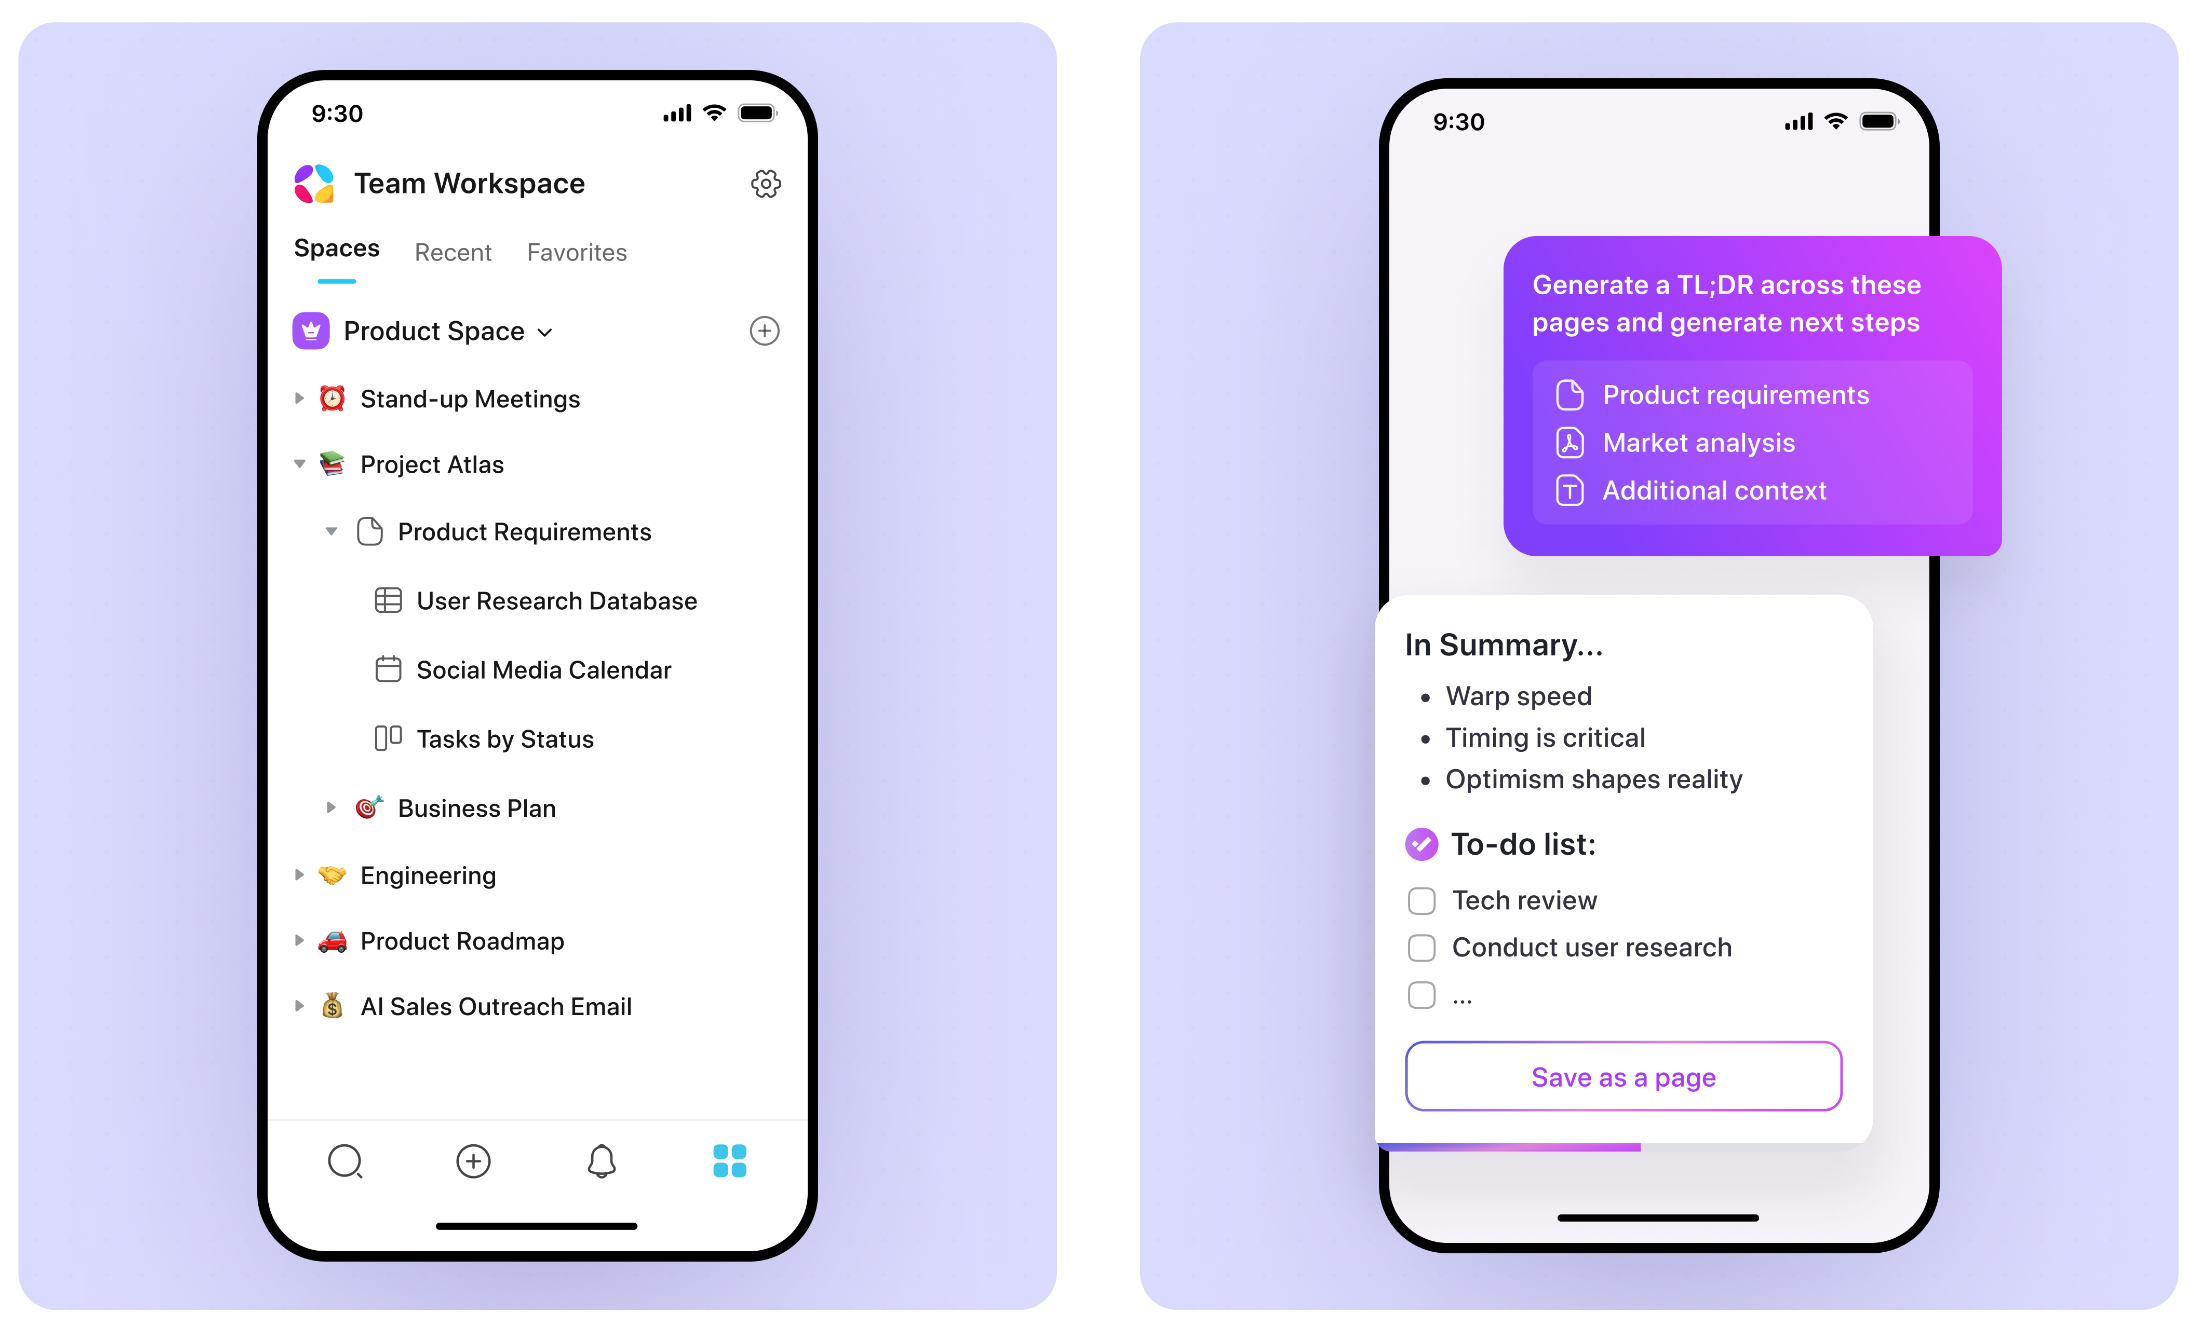 9:30
Team Workspace
Spaces
Recent
Favorites
Product Space
Stand-up Meetings
Project Atlas
Product Requirements
User Research Database
Social Media Calendar
Tasks by Status
Business Plan
Engineering
Product Roadmap
AI Sales Outreach Email
9:30
Generate a TL;DR across these
pages and generate next steps
Product requirements
Market analysis
Additional context
In Summary...
• Warp speed
• Timing is critical
• Optimism shapes reality
To-do list:
Tech review
Conduct user research
...
Save as a page